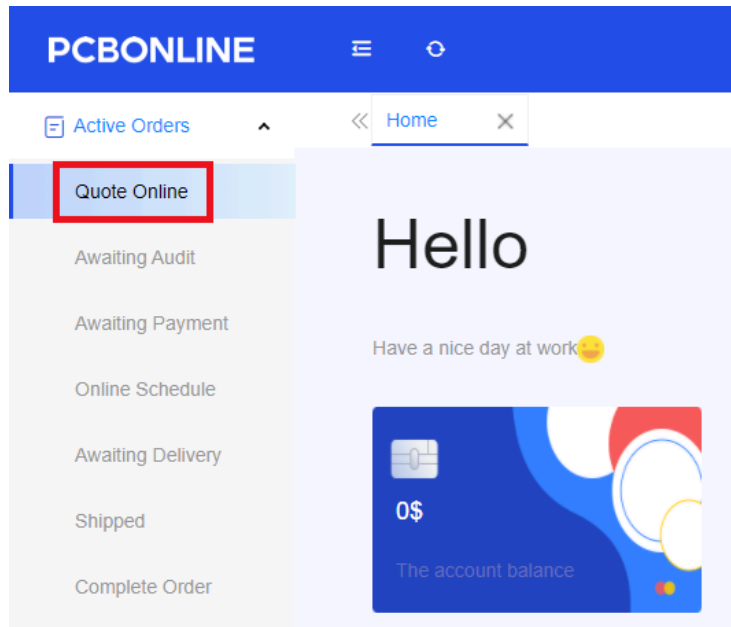 PCBONLINE
Active Orders
Home
Quote Online
Awaiting Audit
Awaiting Payment
Online Schedule
Awaiting Delivery
Shipped
Complete Order
Hello
Have a nice day at work😀
0$
The account balance